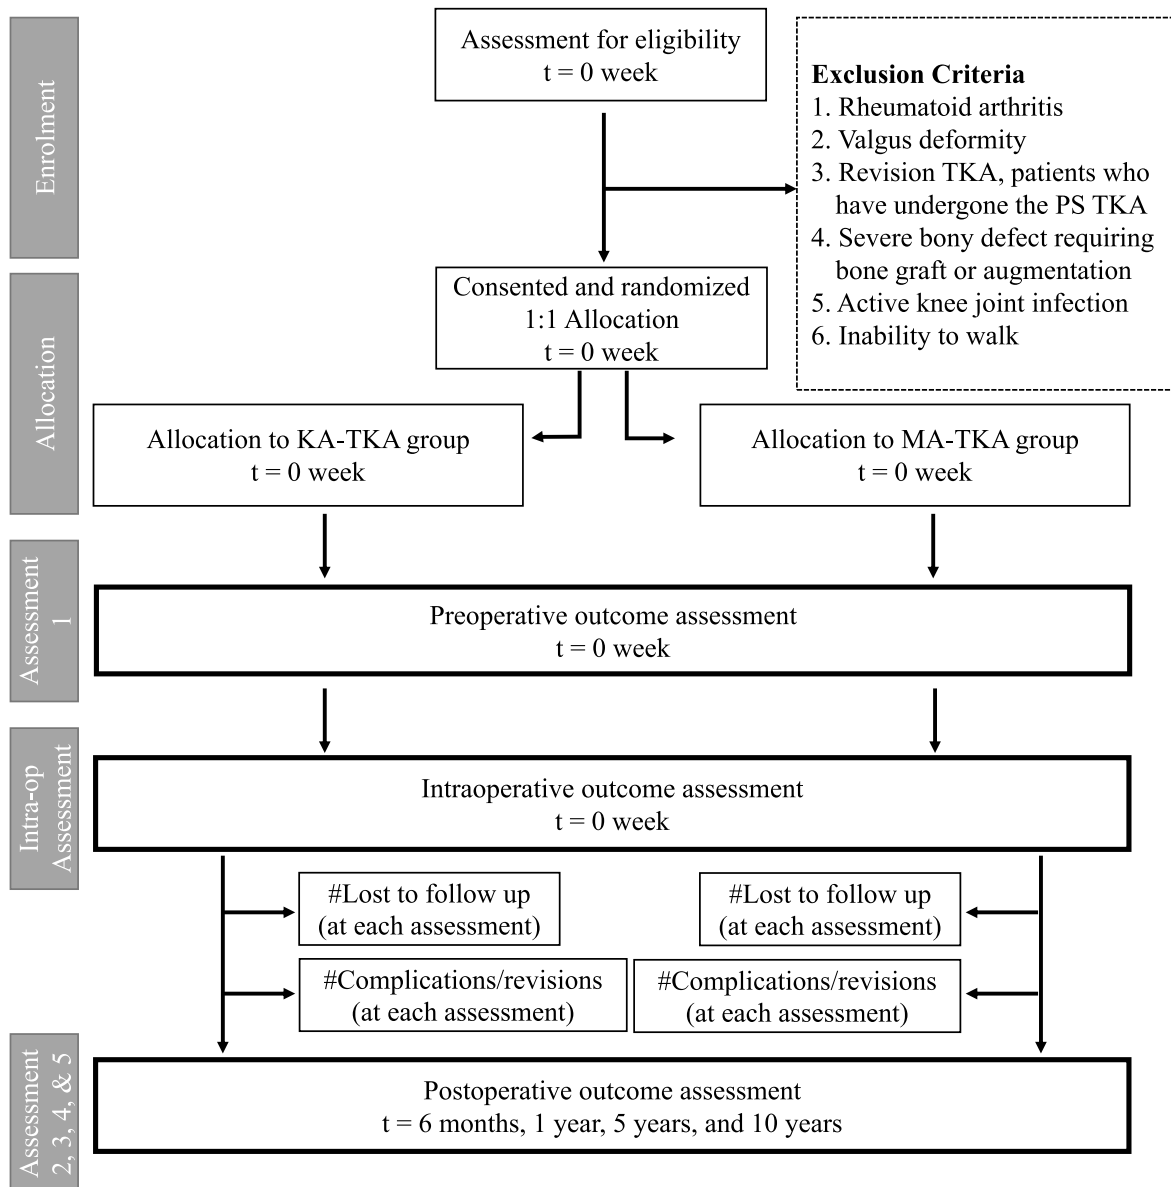 Enrolment
Assessment for eligibility
t = 0 week
Exclusion Criteria
1. Rheumatoid arthritis
2. Valgus deformity
3. Revision TKA, patients who
have undergone the PS TKA
4. Severe bony defect requiring
bone graft or augmentation
5. Active knee joint infection
6. Inability to walk
Allocation
Consented and randomized
1:1 Allocation
t = 0 week
Allocation to KA-TKA group
t = 0 week
Allocation to MA-TKA group
t = 0 week
Assessment
1
Preoperative outcome assessment
t = 0 week
Intra-op
Assessment
Intraoperative outcome assessment
t = 0 week
#Lost to follow up
(at each assessment)
#Lost to follow up
(at each assessment)
#Complications/revisions
(at each assessment)
#Complications/revisions
(at each assessment)
Assessment
2, 3, 4, & 5
Postoperative outcome assessment
t = 6 months, 1 year, 5 years, and 10 years